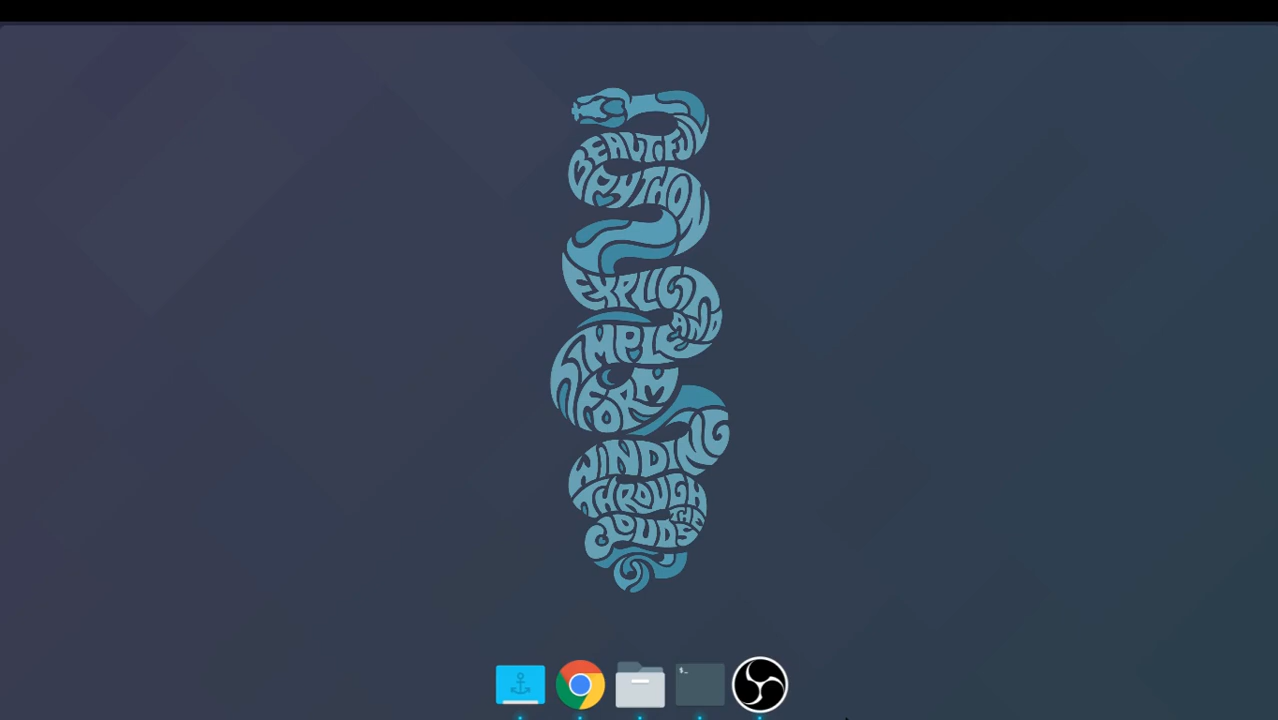 BEAUTIFUL
PYTHON
EXPLICIT
AND
SIMPLE
FORM
WINDING
THROUGH
THE
CLOUDS
$_